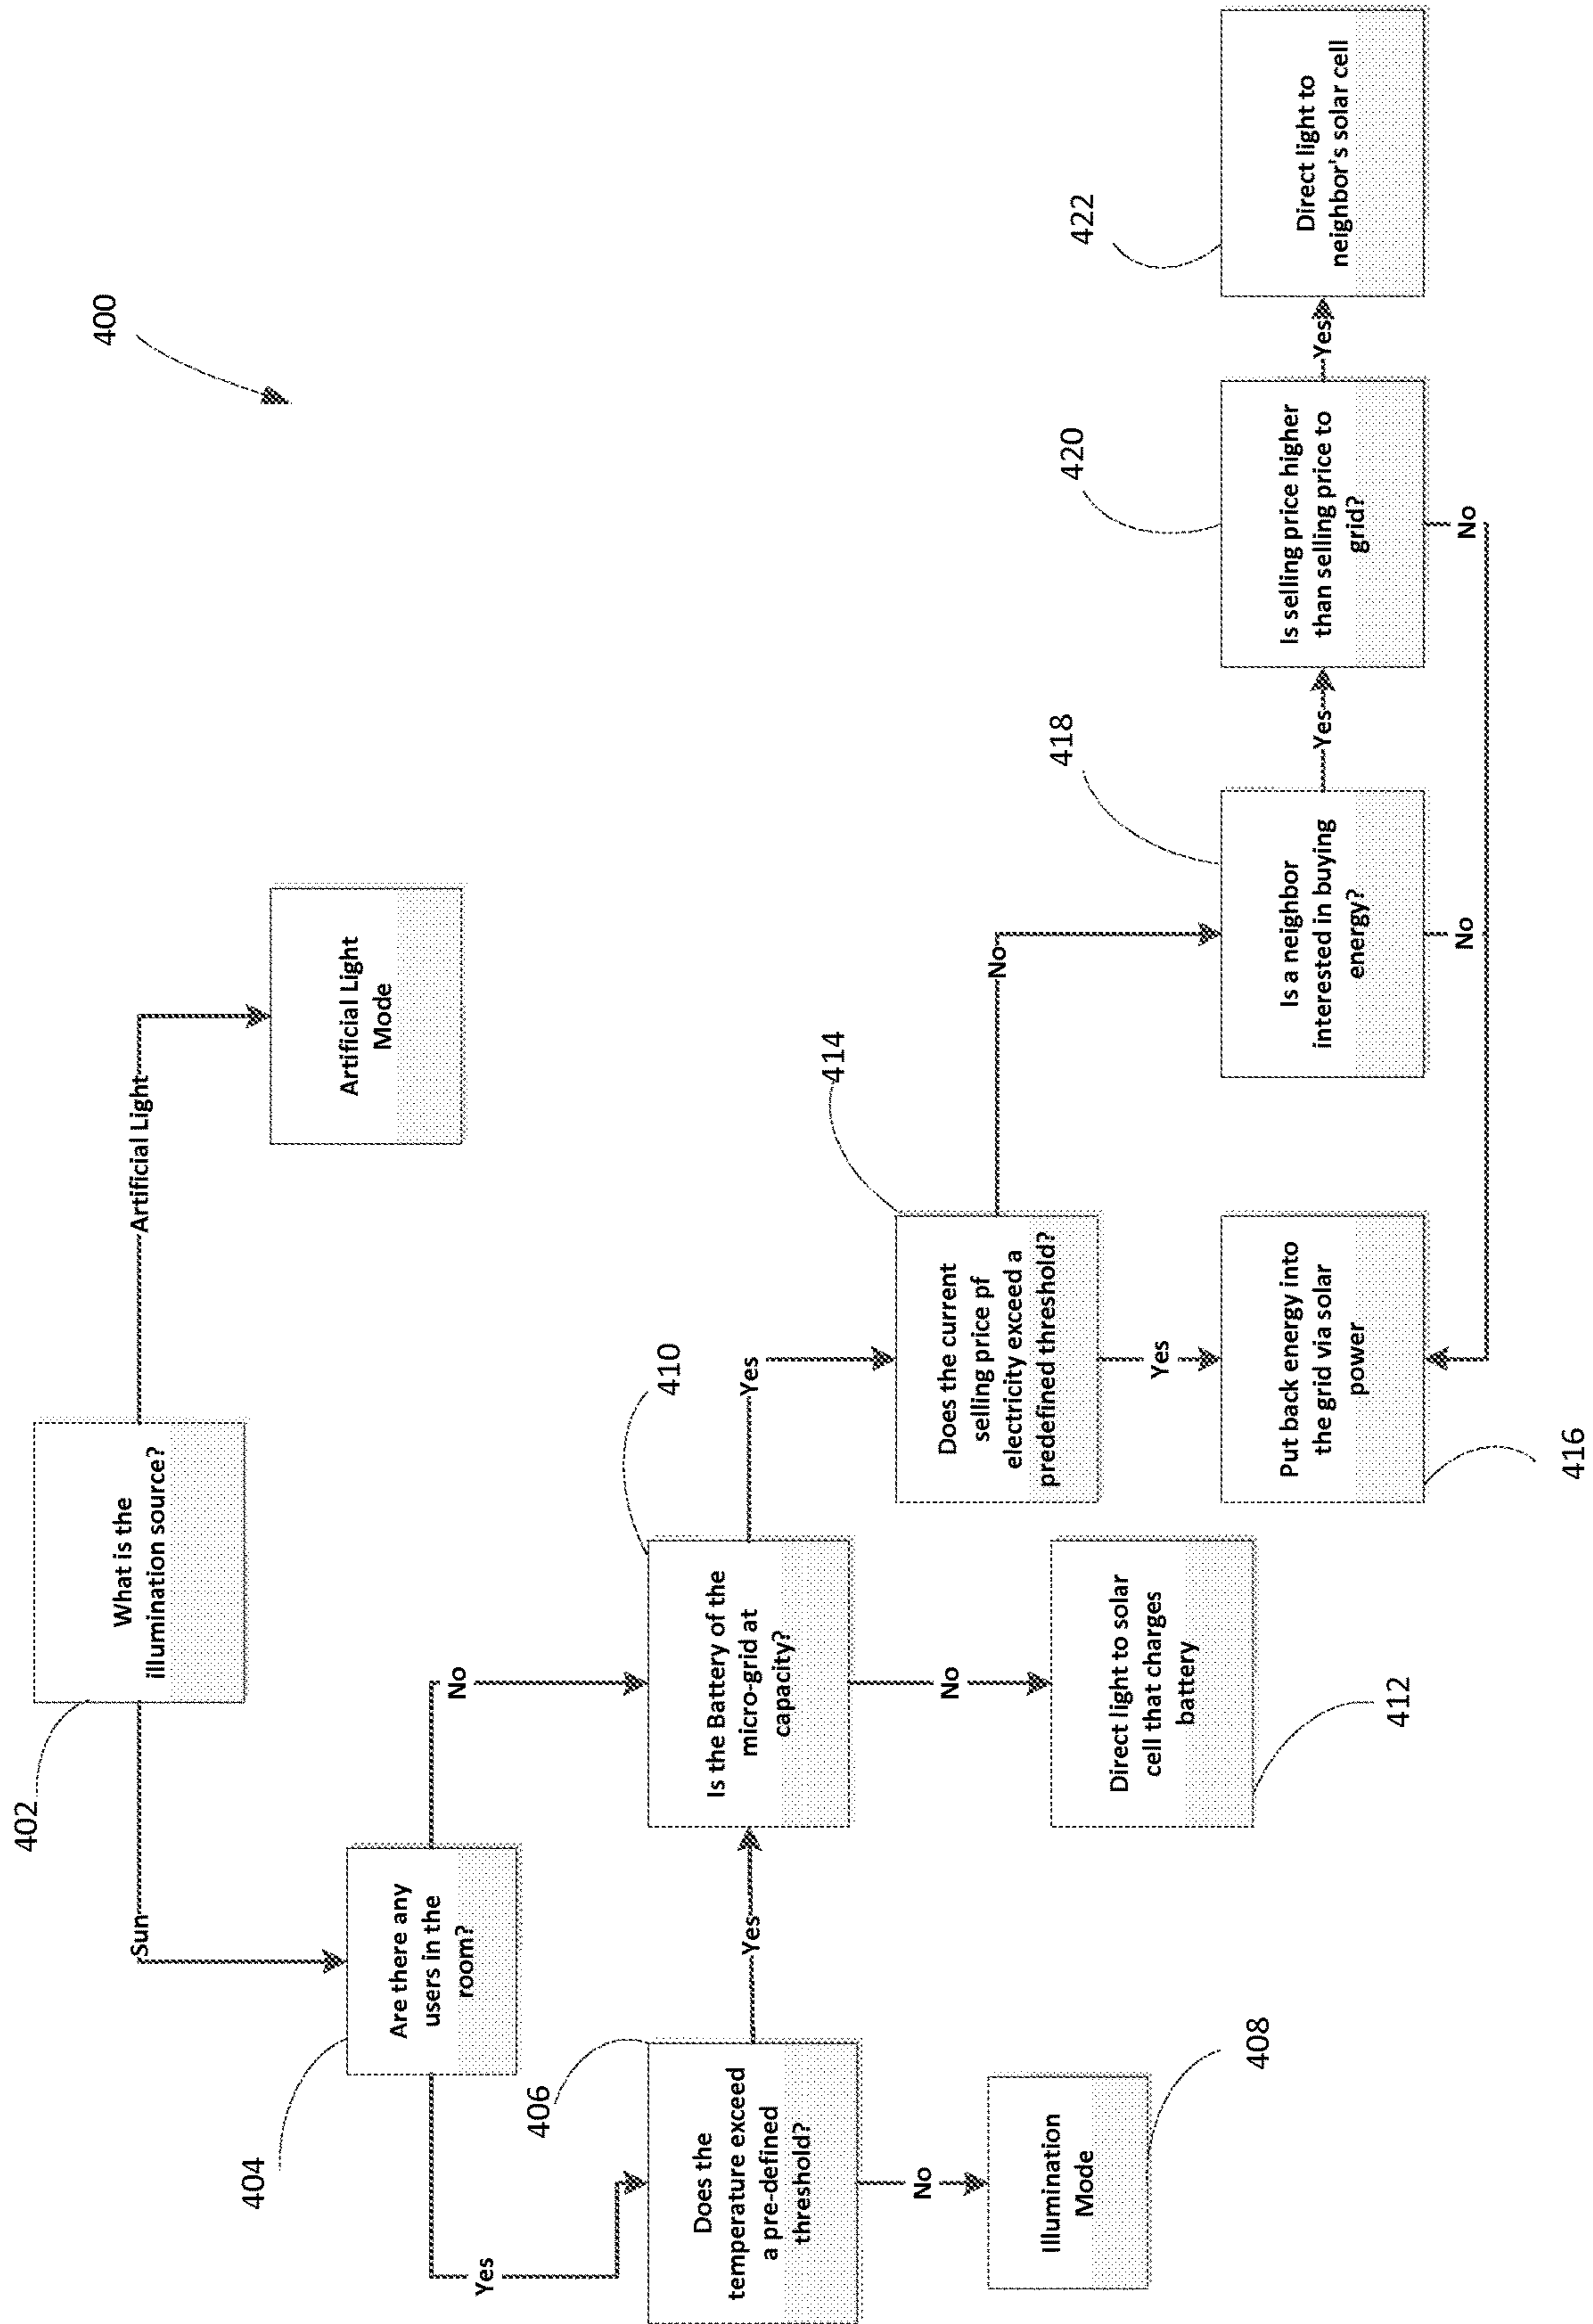 400
402
What is the
illumination source?
Sun
Artificial Light
Artificial Light
Mode
404
Are there any
users in the
room?
Yes
No
406
Does the
temperature exceed
a pre-defined
threshold?
Yes
No
Illumination
Mode
408
410
Is the Battery of the
micro-grid at
capacity?
Yes
No
Direct light to solar
cell that charges
battery
412
414
Does the current
selling price pf
electricity exceed a
predefined threshold?
No
Yes
Put back energy into
the grid via solar
power
416
418
Is a neighbor
interested in buying
energy?
Yes
No
420
Is selling price higher
than selling price to
grid?
Yes
No
422
Direct light to
neighbor's solar cell